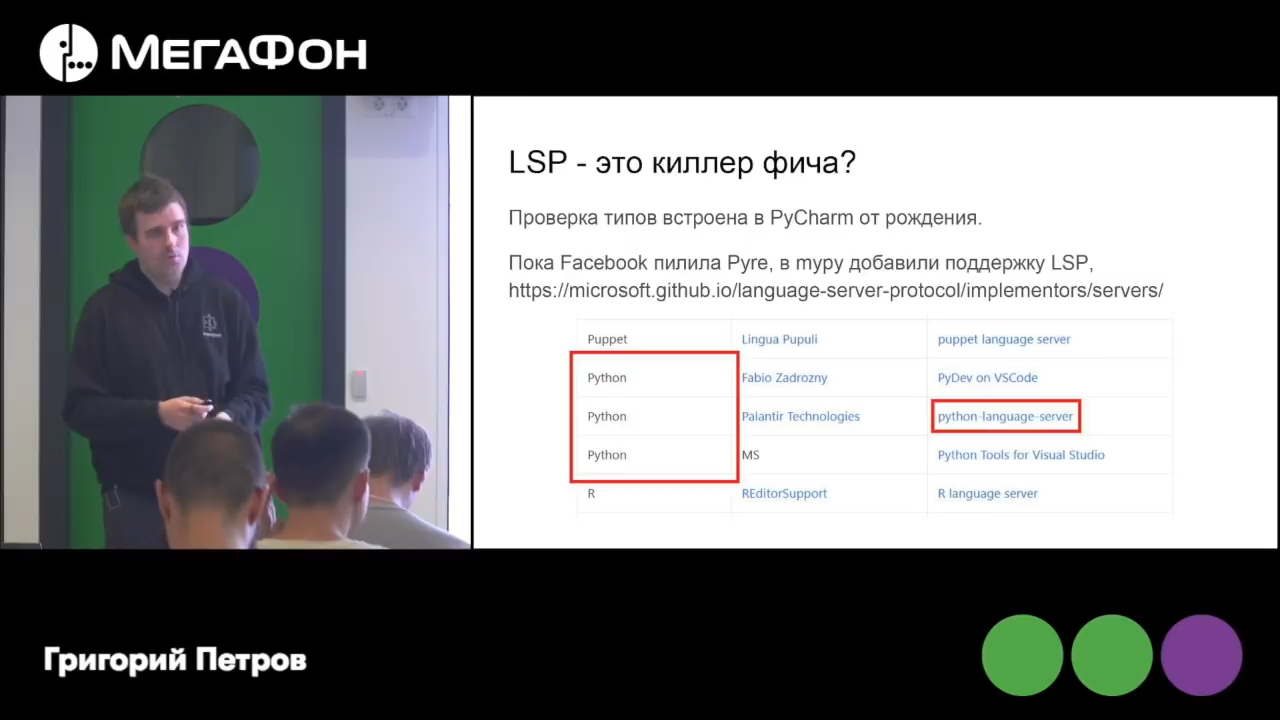 МЕГАФОН
LSP - это киллер фича?
Проверка типов встроена в PyCharm от рождения.
Пока Facebook пилила Pyre, в mypy добавили поддержку LSP,
https://microsoft.github.io/language-server-protocol/implementors/servers/
Puppet Lingua Pupuli puppet language server
Python Fabio Zadrozny PyDev on VSCode
Python Palantir Technologies python-language-server
Python MS Python Tools for Visual Studio
R REditorSupport R language server
Григорий Петров